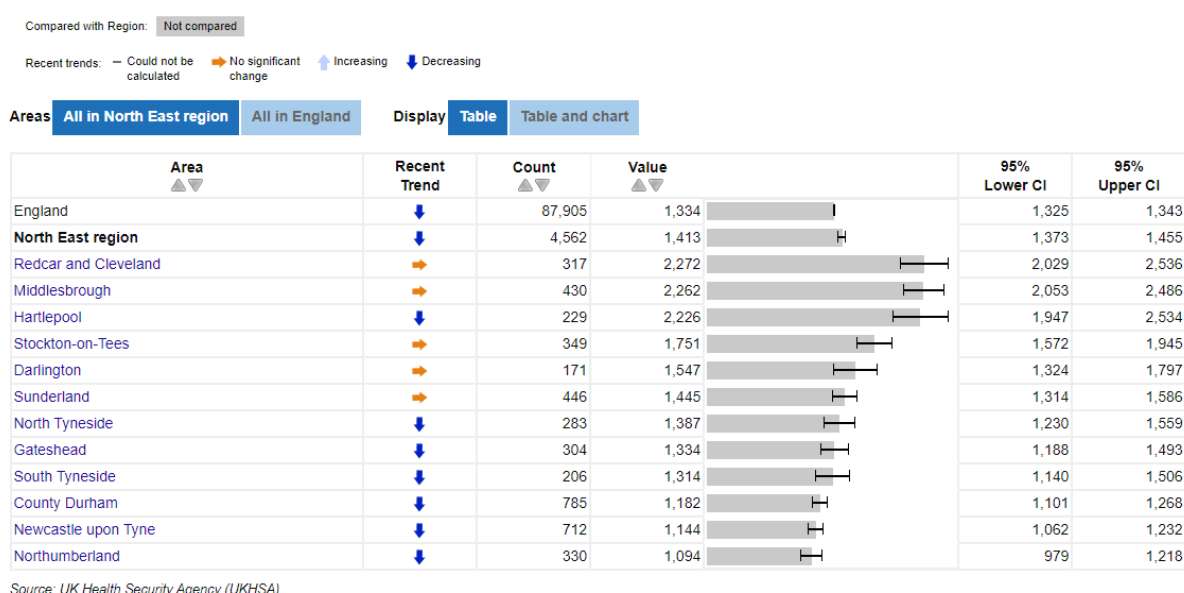 Compared with Region: Not compared
Recent trends: – Could not be calculated No significant change Increasing Decreasing
Areas All in North East region All in England Display Table Table and chart
Area Recent Trend Count Value 95% Lower CI 95% Upper CI
England 87,905 1,334 1,325 1,343
North East region 4,562 1,413 1,373 1,455
Redcar and Cleveland 317 2,272 2,029 2,536
Middlesbrough 430 2,262 2,053 2,486
Hartlepool 229 2,226 1,947 2,534
Stockton-on-Tees 349 1,751 1,572 1,945
Darlington 171 1,547 1,324 1,797
Sunderland 446 1,445 1,314 1,586
North Tyneside 283 1,387 1,230 1,559
Gateshead 304 1,334 1,188 1,493
South Tyneside 206 1,314 1,140 1,506
County Durham 785 1,182 1,101 1,268
Newcastle upon Tyne 712 1,144 1,062 1,232
Northumberland 330 1,094 979 1,218
Source: UK Health Security Agency (UKHSA)